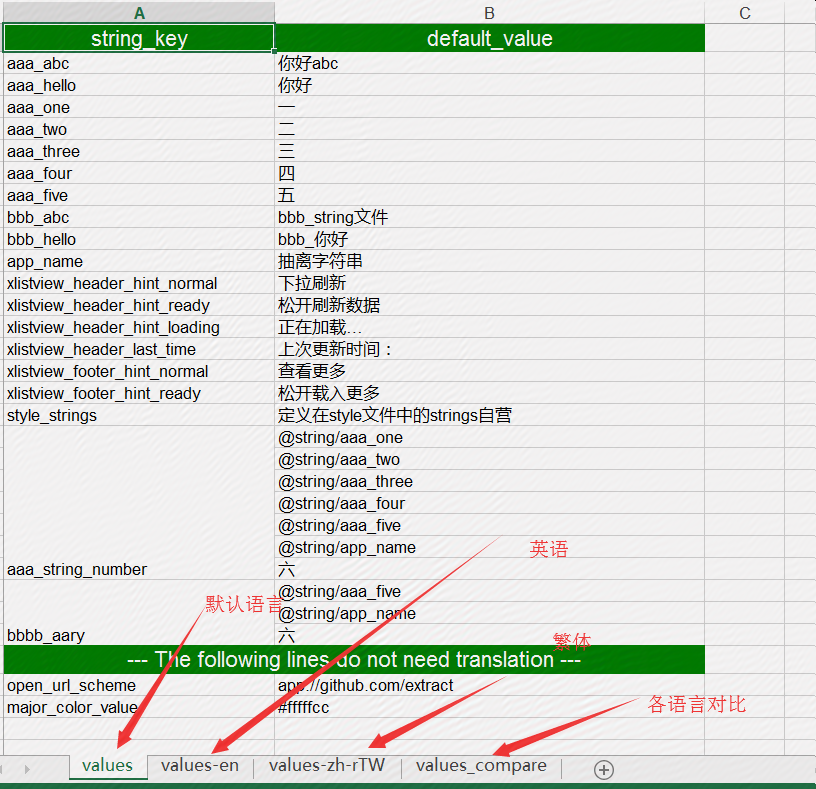 A B C
string_key default_value
aaa_abc 你好abc
aaa_hello 你好
aaa_one 一
aaa_two 二
aaa_three 三
aaa_four 四
aaa_five 五
bbb_abc bbb_string文件
bbb_hello bbb_你好
app_name 抽离字符串
xlistview_header_hint_normal 下拉刷新
xlistview_header_hint_ready 松开刷新数据
xlistview_header_hint_loading 正在加载...
xlistview_header_last_time 上次更新时间：
xlistview_footer_hint_normal 查看更多
xlistview_footer_hint_ready 松开载入更多
style_strings 定义在style文件中的strings自营
@string/aaa_one
@string/aaa_two
@string/aaa_three
@string/aaa_four
@string/aaa_five
@string/app_name
英语
aaa_string_number 六
@string/aaa_five
默认语言
@string/app_name
bbbb_aary 六
繁体
--- The following lines do not need translation ---
open_url_scheme app://github.com/extract
major_color_value #fffffcc
各语言对比
values values-en values-zh-rTW values_compare